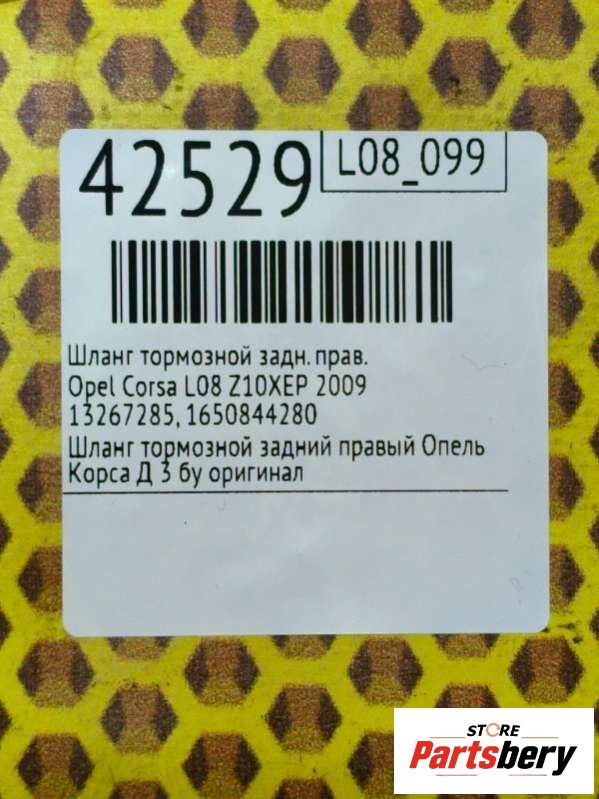 42529
L08_099
Шланг тормозной задн. прав.
Opel Corsa L08 Z10XEP 2009
13267285, 1650844280
Шланг тормозной задний правый Опель
Корса Д 3 бу оригинал
STORE
Partsbery